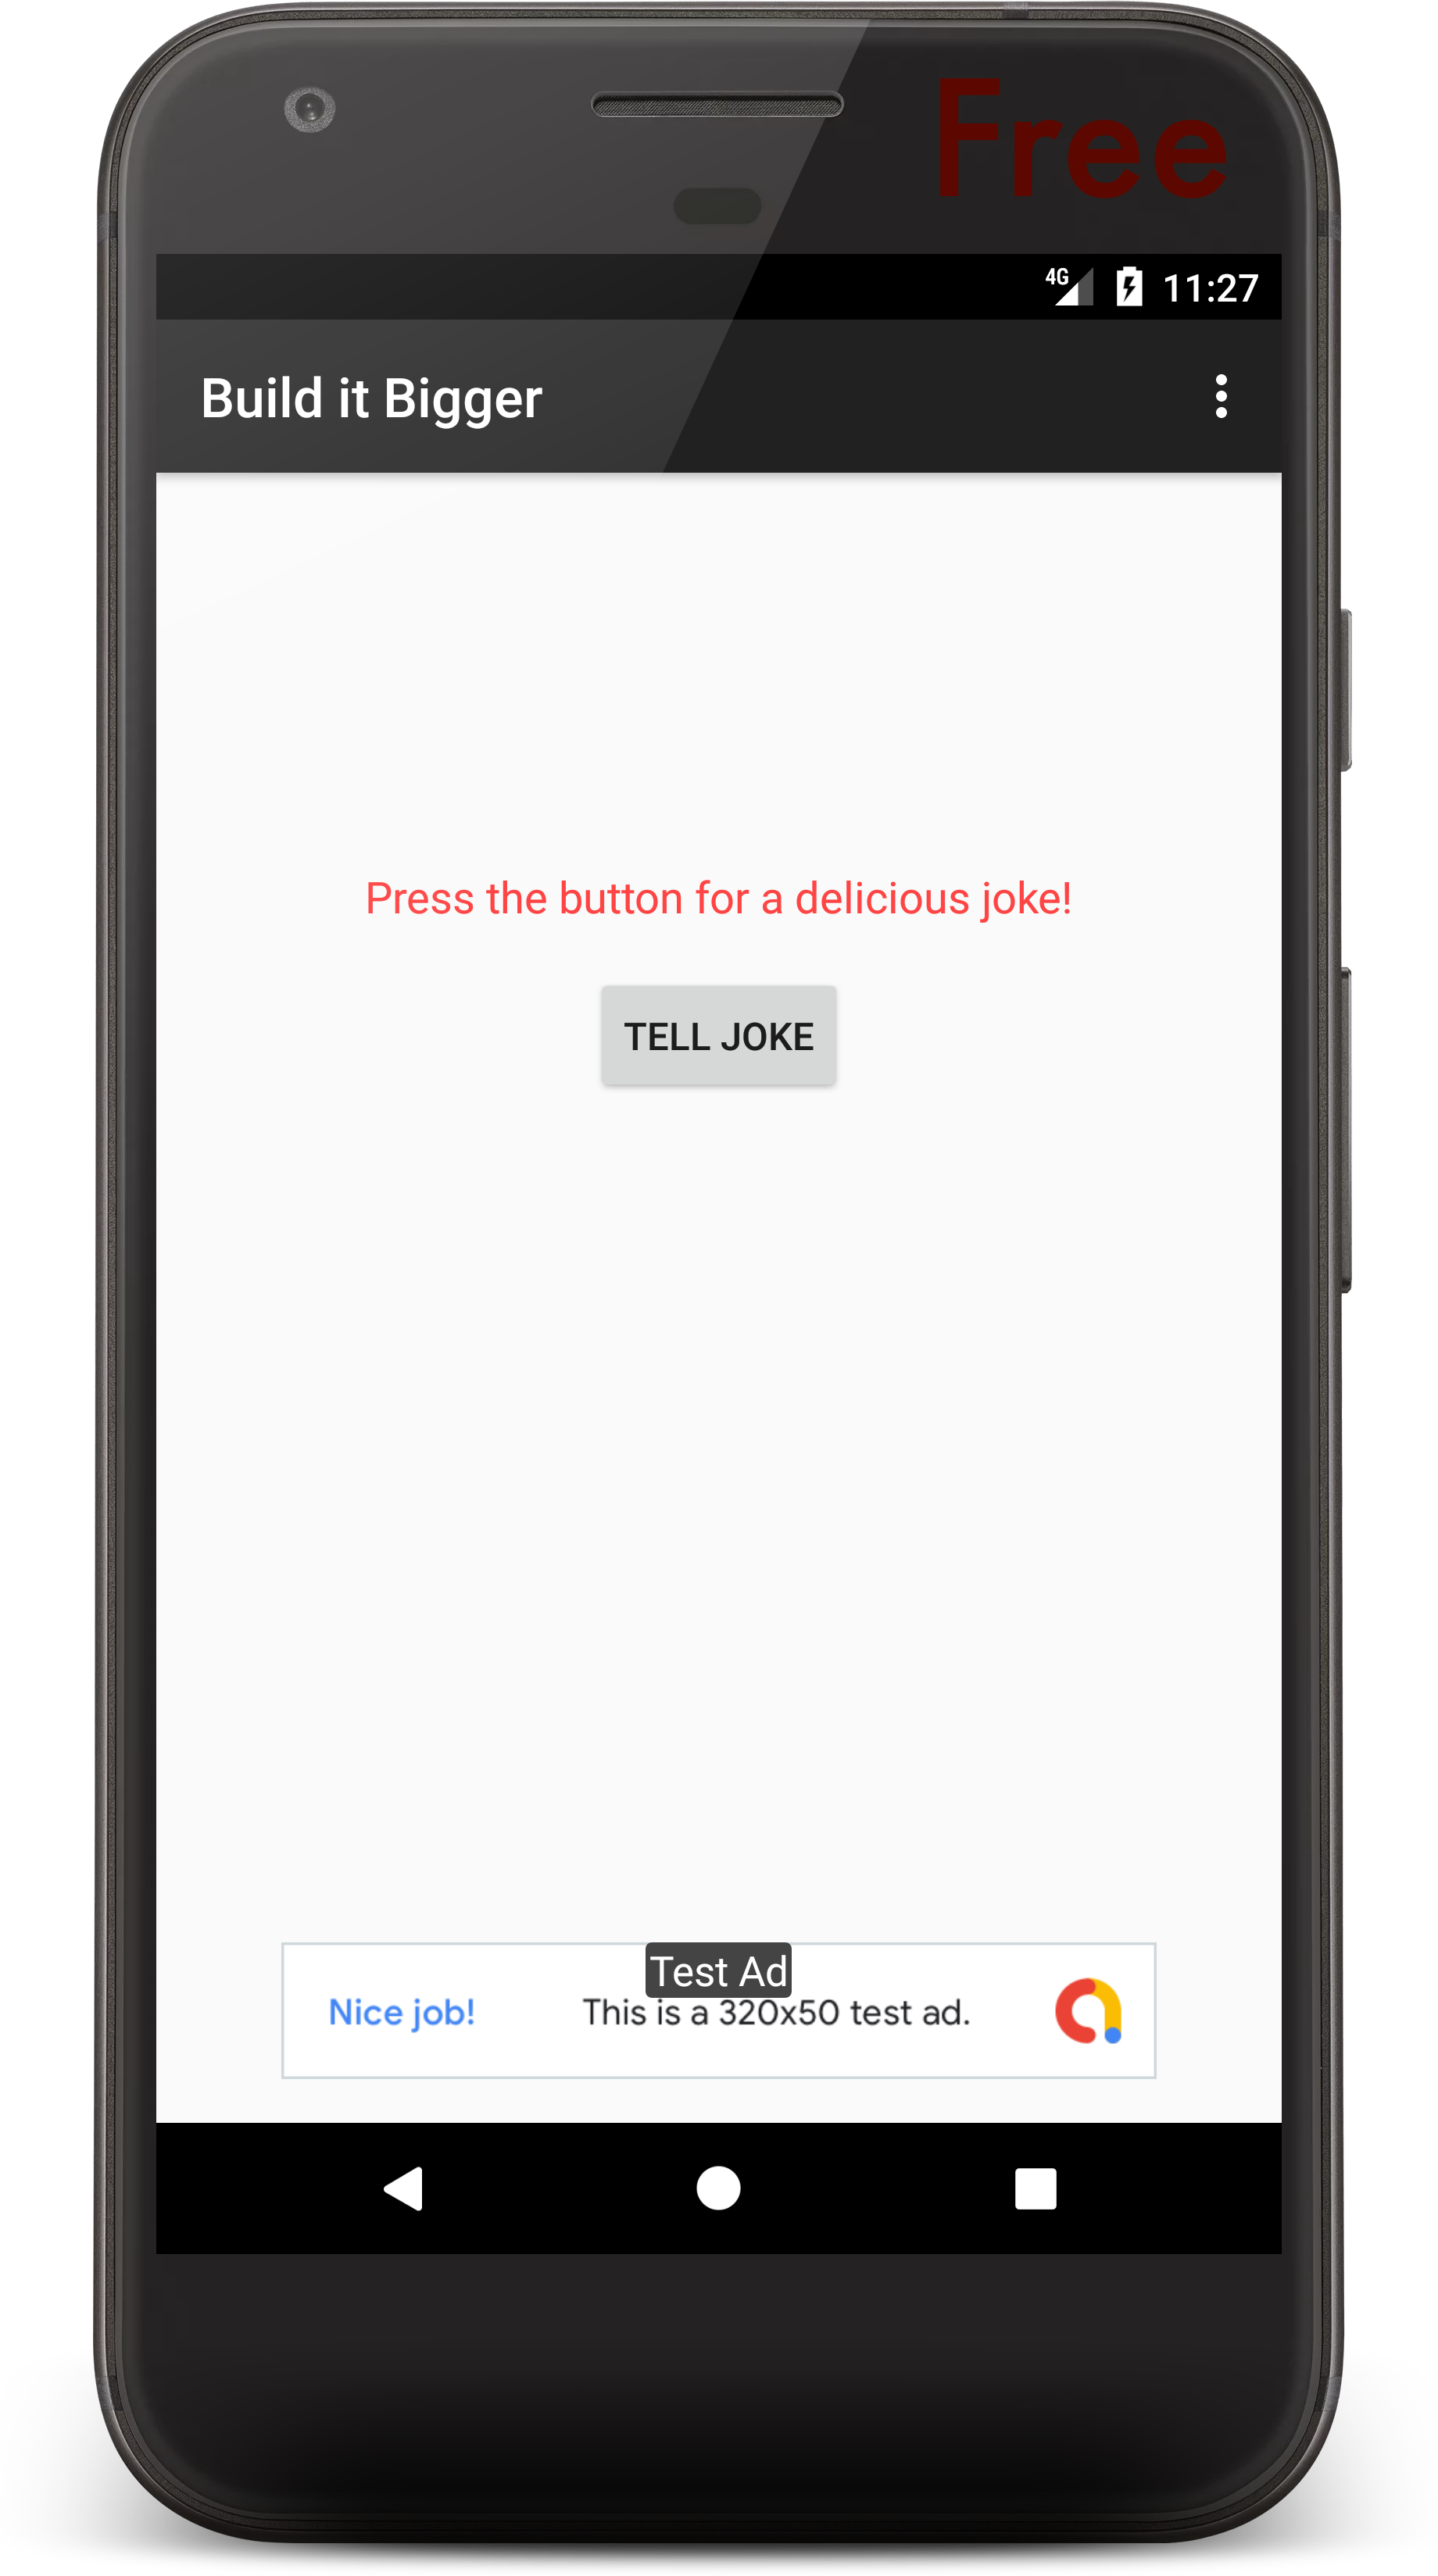 Free
4G 11:27
Build it Bigger
Press the button for a delicious joke!
TELL JOKE
Test Ad
Nice job! This is a 320x50 test ad.